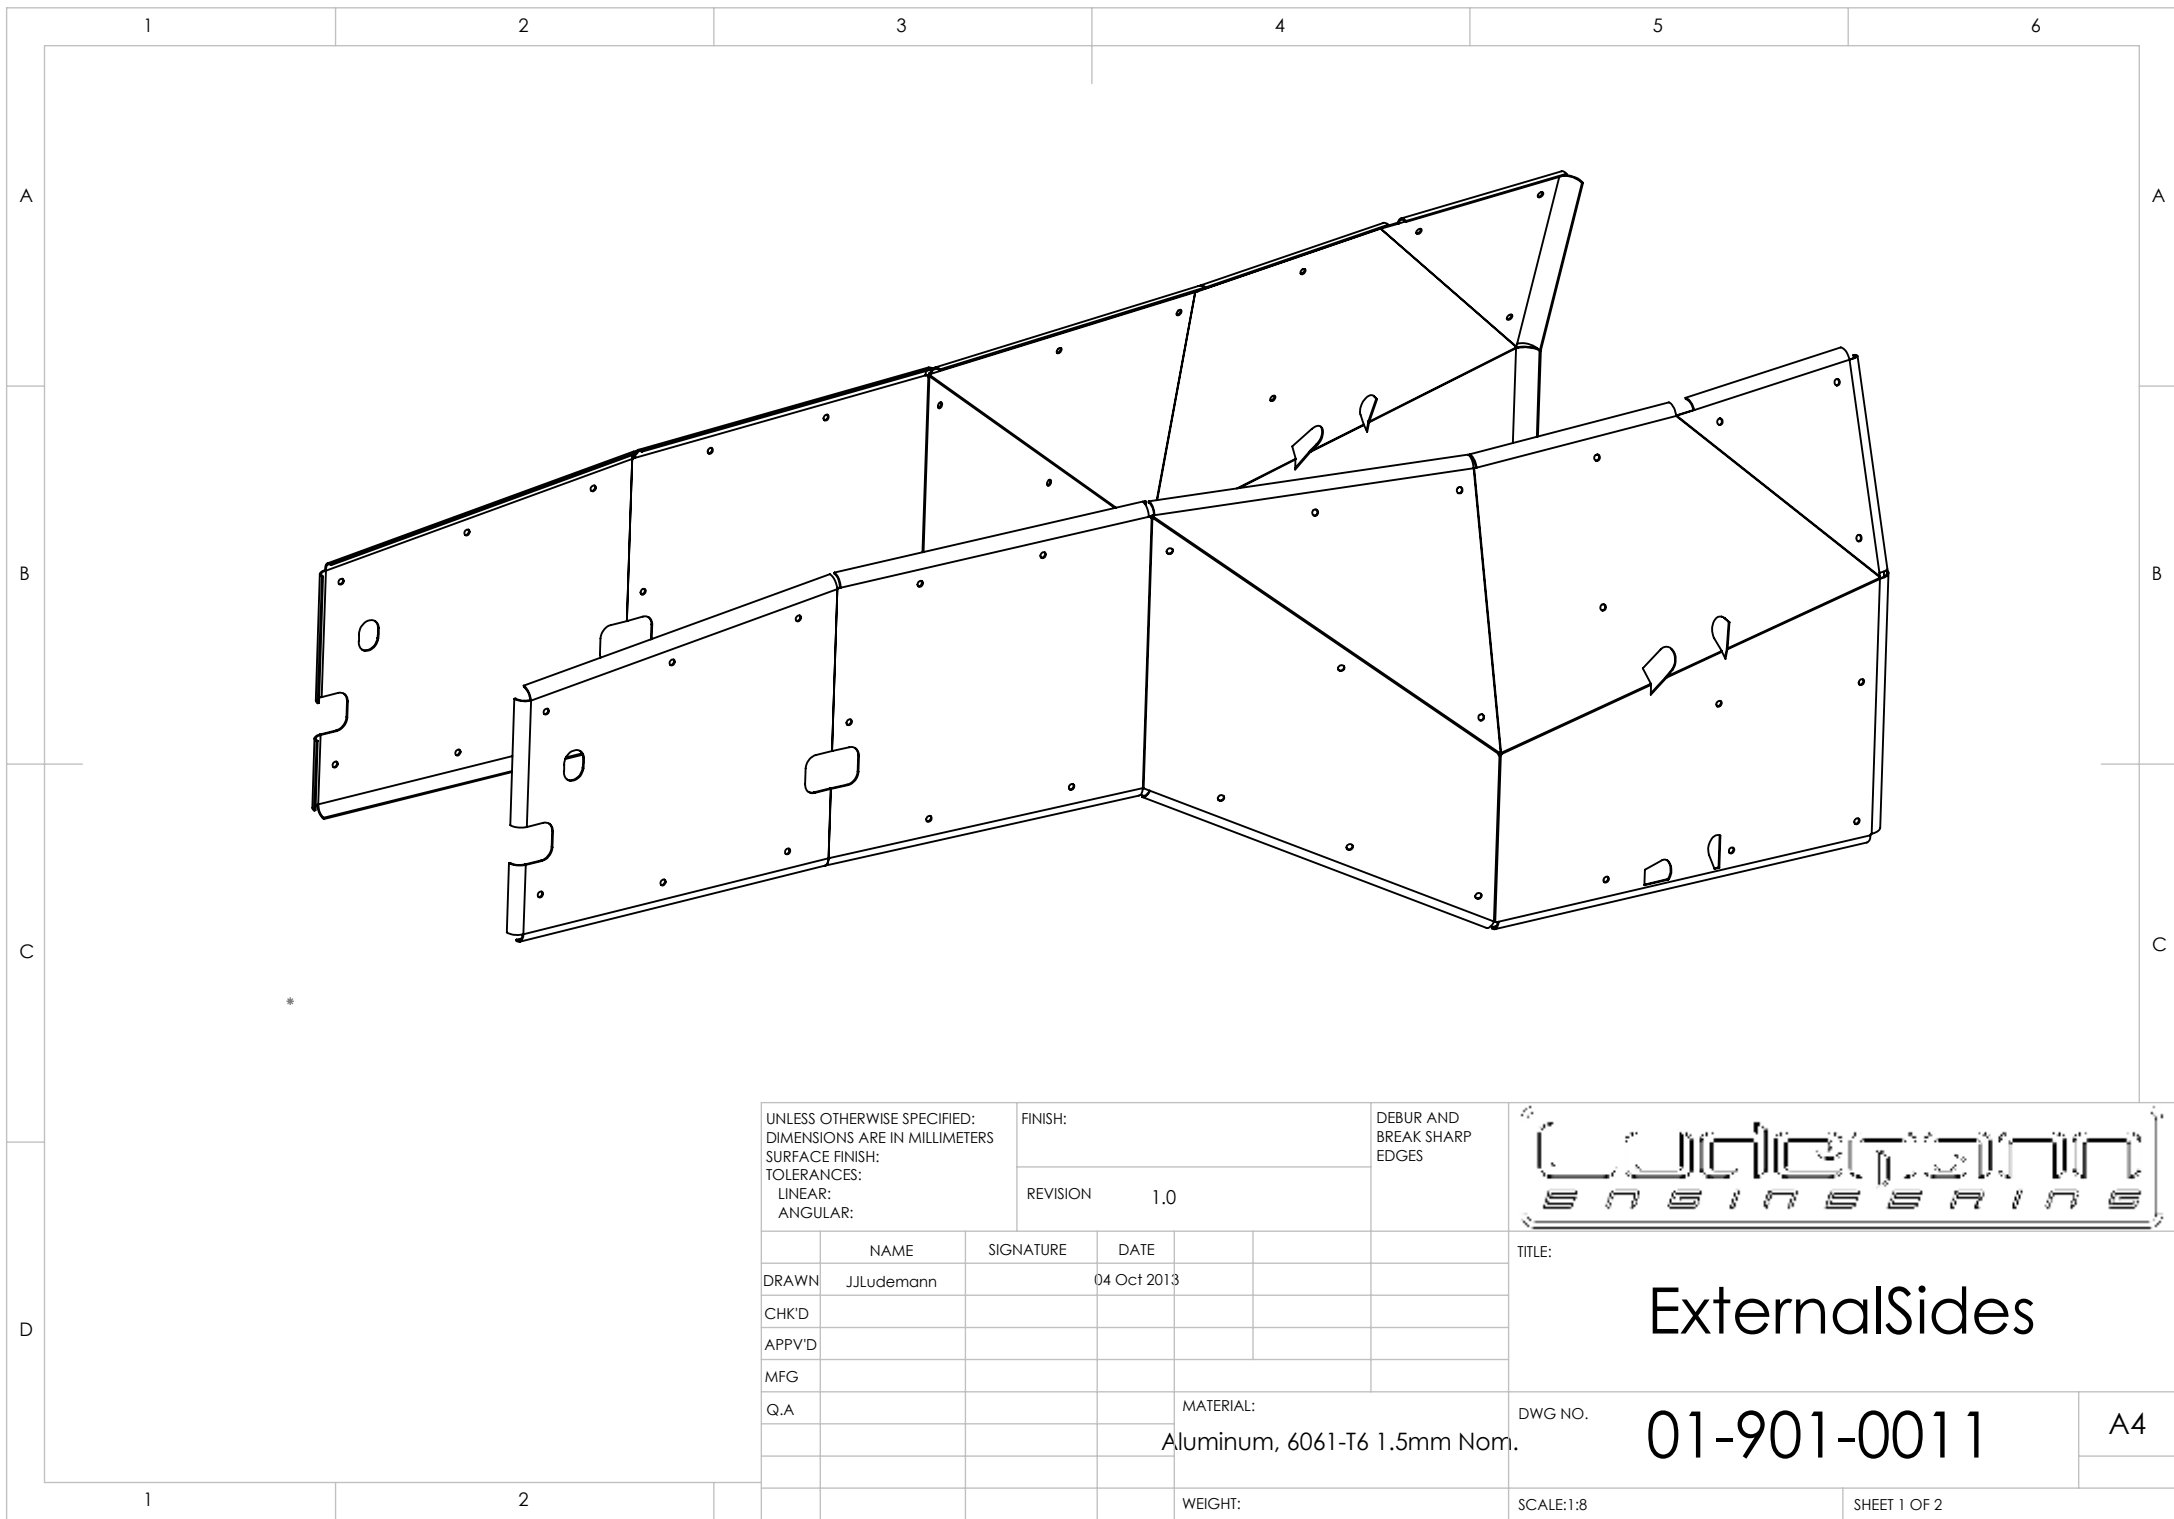 1 2 3 4 5 6
A A
B B
C C
D
UNLESS OTHERWISE SPECIFIED:
DIMENSIONS ARE IN MILLIMETERS
SURFACE FINISH:
TOLERANCES:
LINEAR:
ANGULAR:
FINISH:
REVISION 1.0
DEBUR AND
BREAK SHARP
EDGES
Ludemann
ENGINEERING
NAME SIGNATURE DATE
DRAWN JJLudemann 04 Oct 2013
CHK'D
APPV'D
MFG
Q.A
TITLE:
ExternalSides
MATERIAL:
Aluminum, 6061-T6 1.5mm Nom.
DWG NO. 01-901-0011 A4
WEIGHT:
SCALE:1:8 SHEET 1 OF 2
1 2